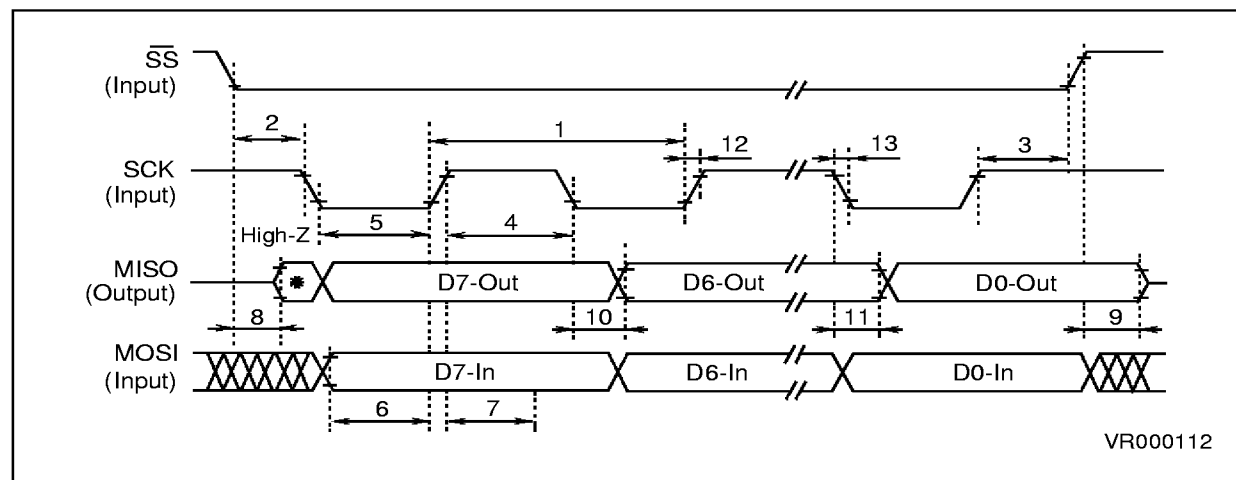 SS
(Input)
2
1
12
13
3
SCK
(Input)
5
4
High-Z
MISO
(Output)
*
D7-Out
D6-Out
D0-Out
8
10
11
9
MOSI
(Input)
D7-In
D6-In
D0-In
6
7
VR000112